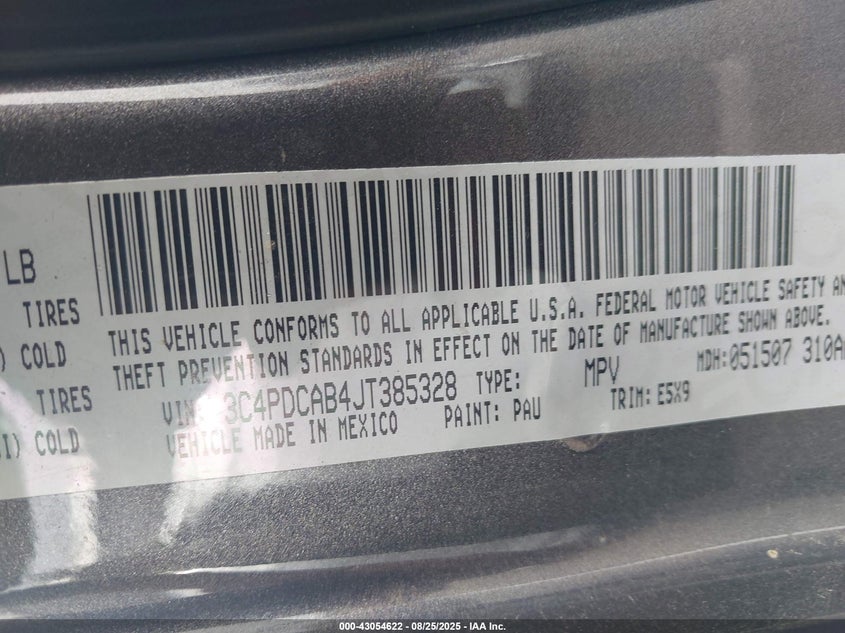 LB
TIRES
COLD
TIRES
I) COLD
THIS VEHICLE CONFORMS TO ALL APPLICABLE U.S.A. FEDERAL MOTOR VEHICLE SAFETY AN
THEFT PREVENTION STANDARDS IN EFFECT ON THE DATE OF MANUFACTURE SHOWN ABOVE.
VIN: 3C4PDCAB4JT385328 TYPE: MPV MDH: 051507 310A
VEHICLE MADE IN MEXICO PAINT: PAU TRIM: E5X9
000-43054622 - 08/25/2025 - IAA Inc.